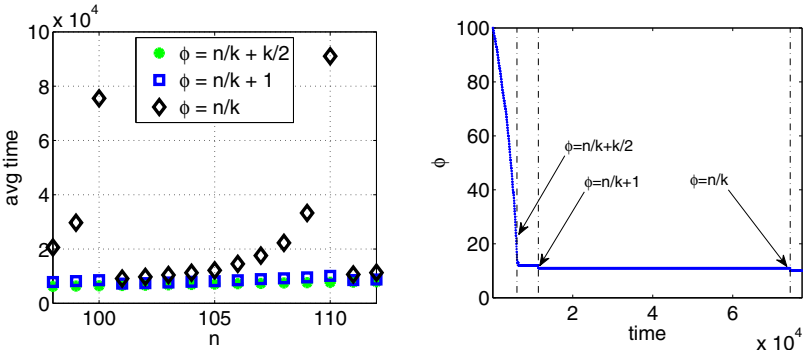 x 10^4
10
8
6
4
2
0
avg time
100
105
110
n
ϕ = n/k + k/2
ϕ = n/k + 1
ϕ = n/k
100
80
60
40
20
0
ϕ
ϕ=n/k+k/2
ϕ=n/k+1
ϕ=n/k
2
4
6
time
x 10^4